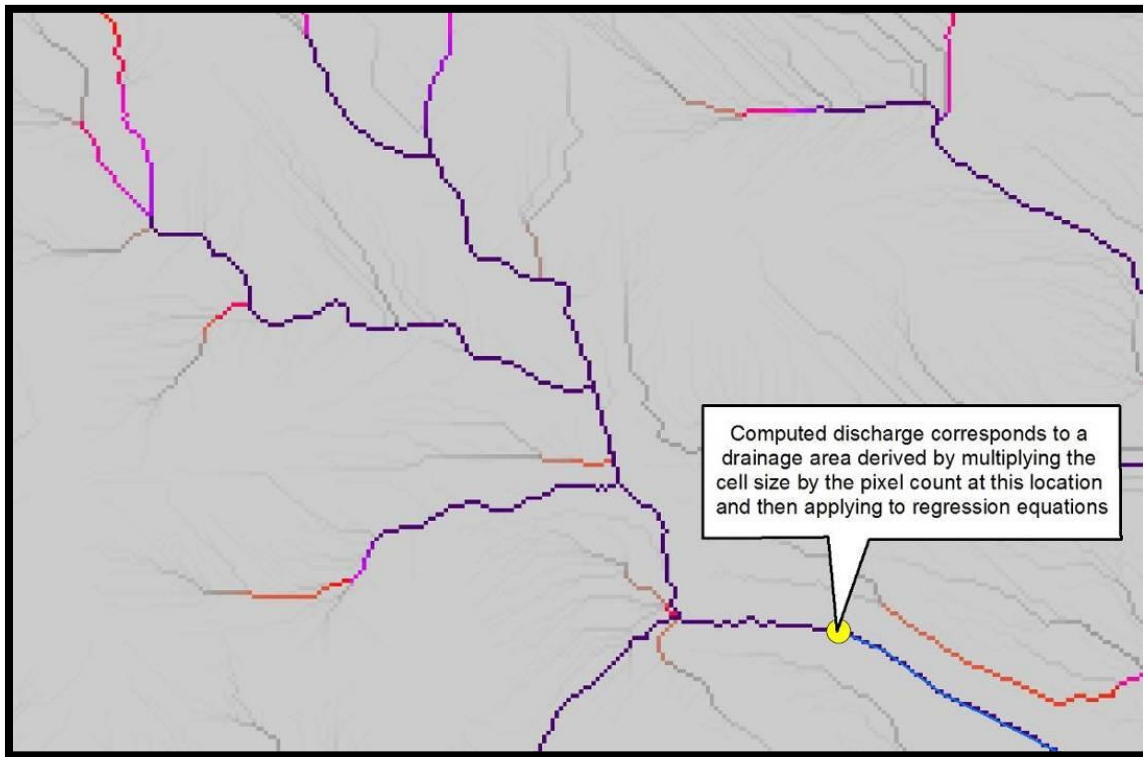 Computed discharge corresponds to a
drainage area derived by multiplying the
cell size by the pixel count at this location
and then applying to regression equations